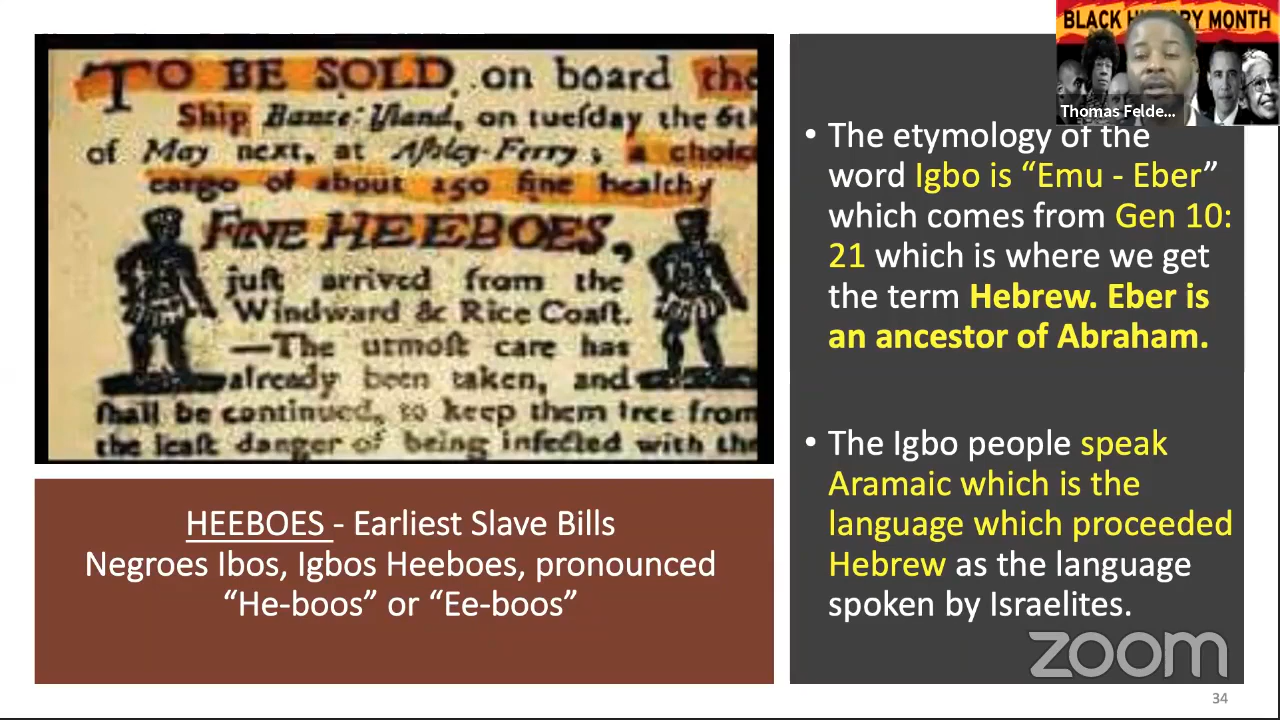 BLACK HISTORY MONTH
Thomas Felde...
TO BE SOLD on board the
Ship Bance: Yland, on tueſday the 6th
of May next, at Aſhley-Ferry; a choic
cargo of about fine healthy
FINE HEEBOES,
juſt arrived from the
Windward & Rice Coaſt.
—The utmoſt care has
already been taken, and
ſhall be continued, to keep them free from
the leaſt danger of being infected with the
HEEBOES - Earliest Slave Bills
Negroes Ibos, Igbos Heeboes, pronounced
“He-boos” or “Ee-boos”
• The etymology of the
word Igbo is “Emu - Eber”
which comes from Gen 10:
21 which is where we get
the term Hebrew. Eber is
an ancestor of Abraham.
• The Igbo people speak
Aramaic which is the
language which proceeded
Hebrew as the language
spoken by Israelites.
zoom
34